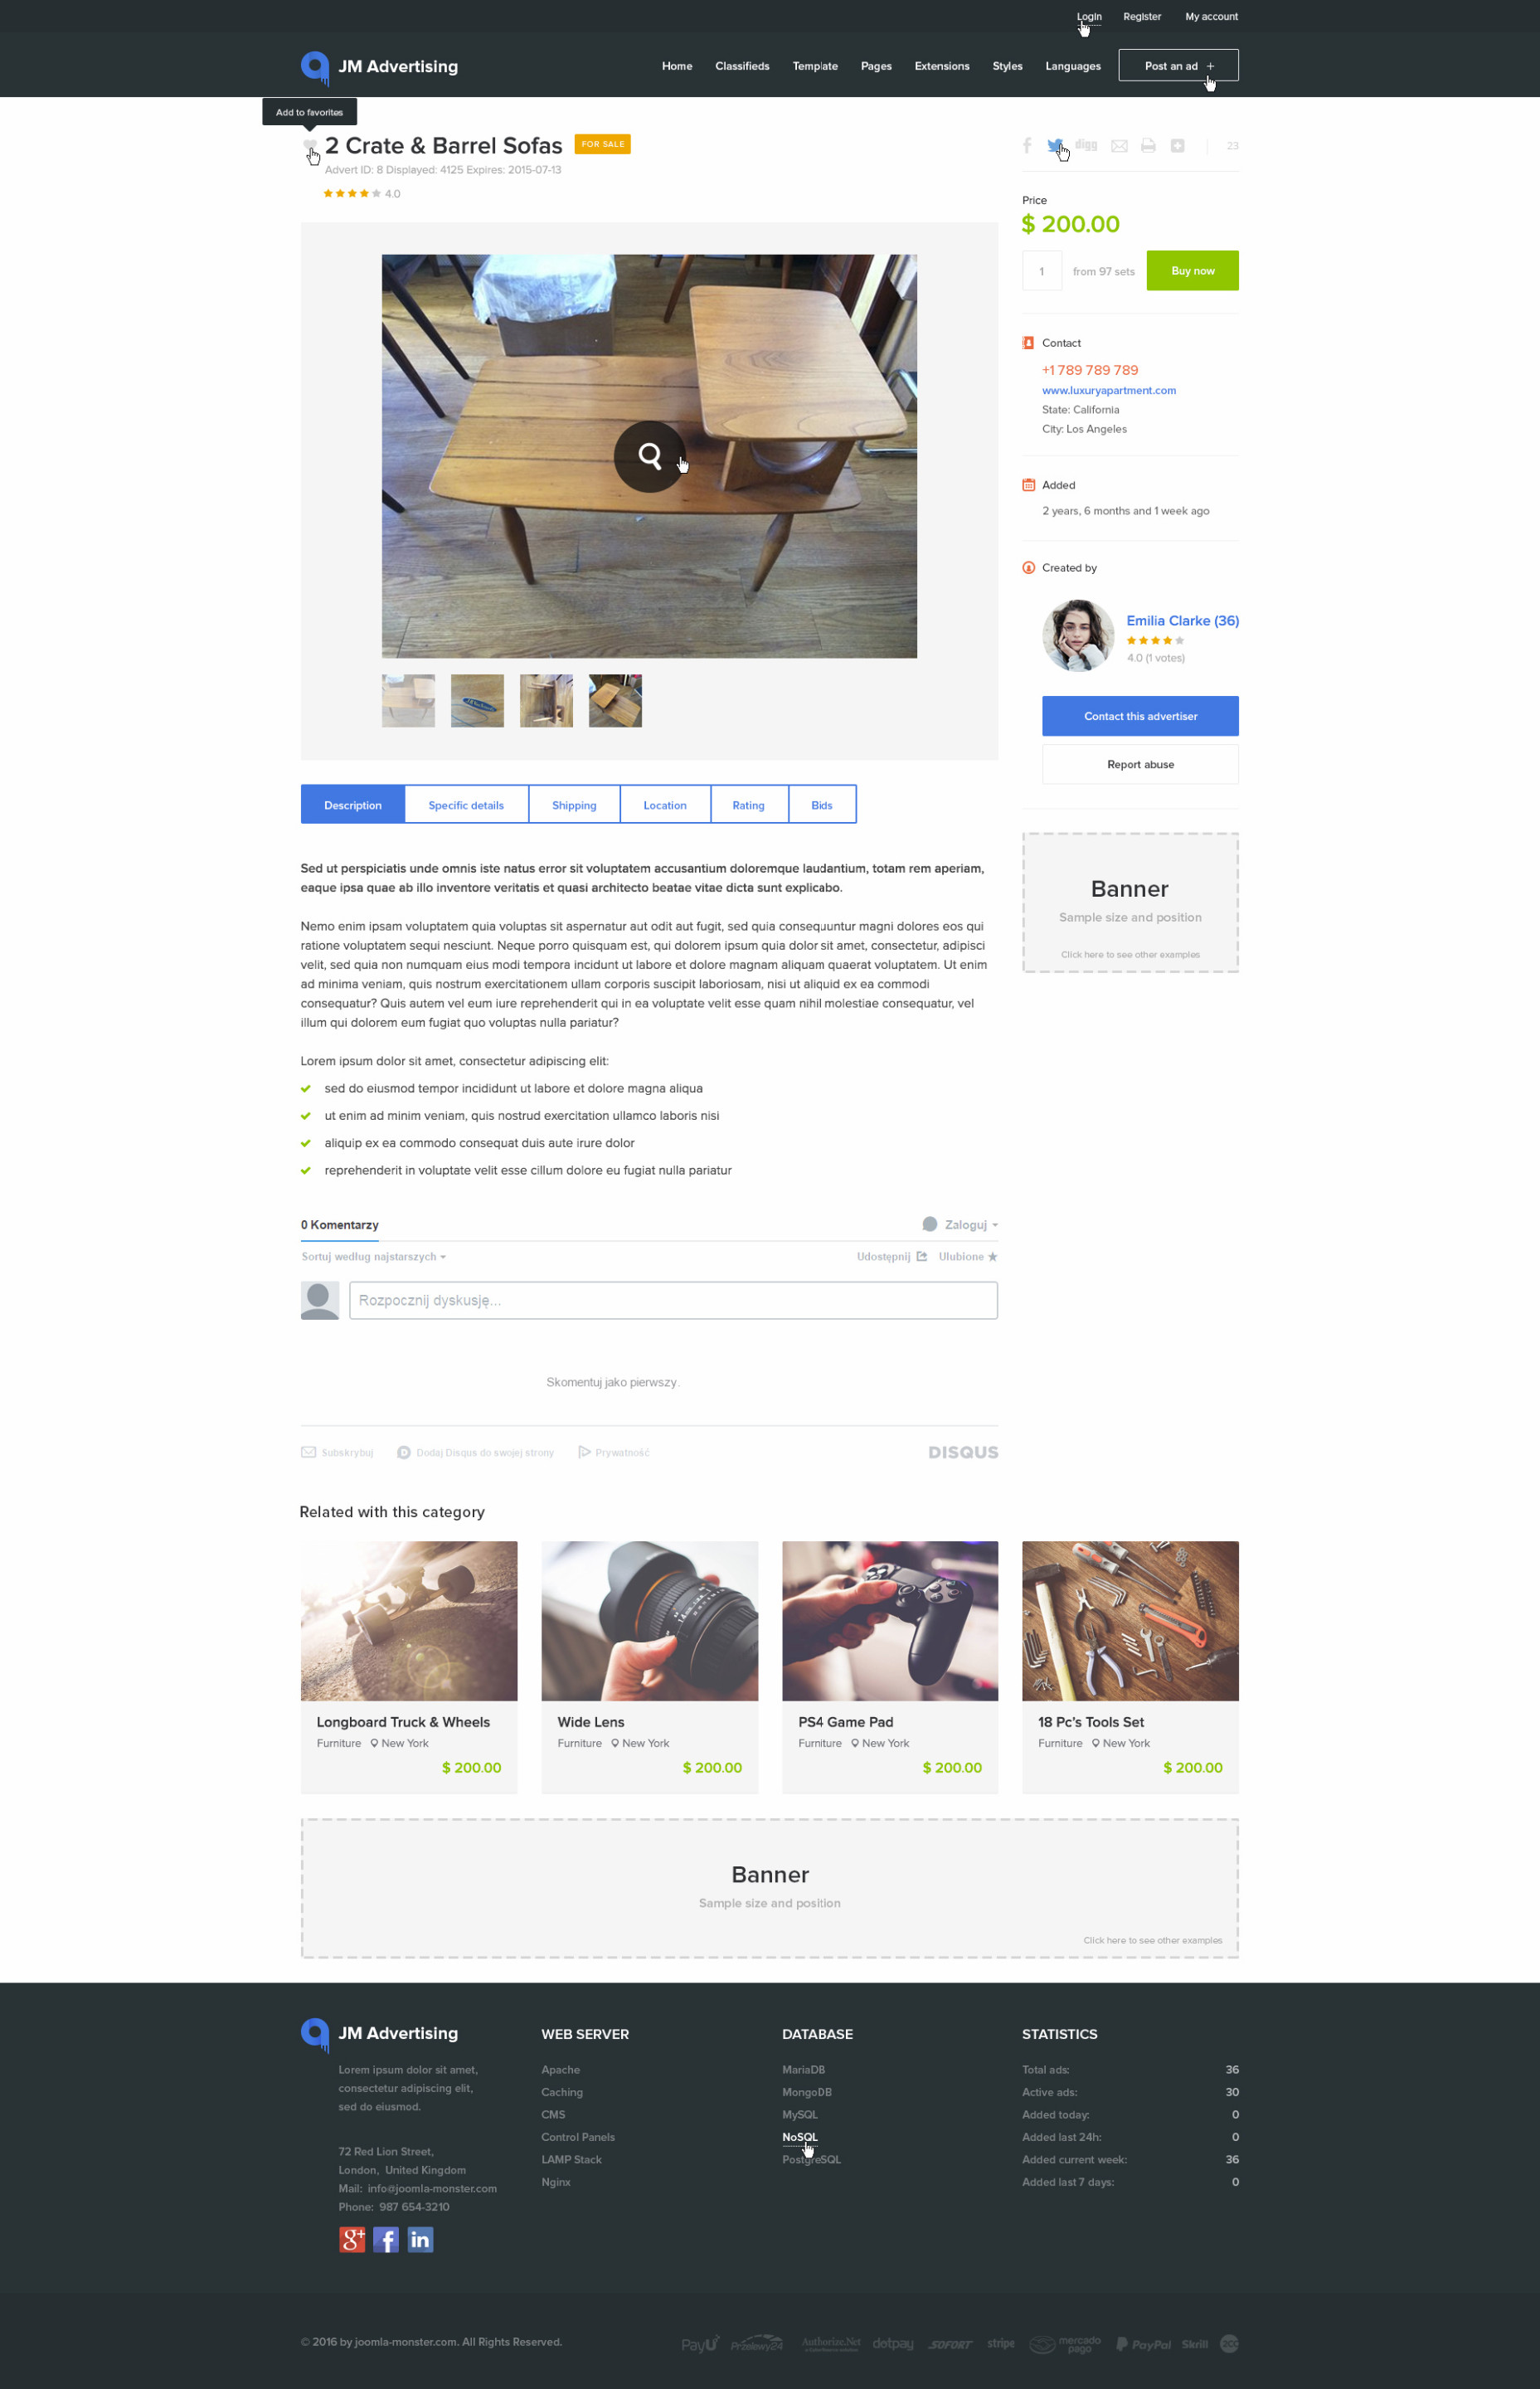 Login Register My account
JM Advertising
Home Classifieds Template Pages Extensions Styles Languages Post an ad +
Add to favorites
2 Crate & Barrel Sofas FOR SALE
Advert ID: 8 Displayed: 4125 Expires: 2015-07-13
4.0
digg 23
Price
$ 200.00
1 from 97 sets Buy now
Contact
+1 789 789 789
www.luxuryapartment.com
State: California
City: Los Angeles
Added
2 years, 6 months and 1 week ago
Created by
Emilia Clarke (36)
4.0 (1 votes)
Contact this advertiser
Report abuse
Description Specific details Shipping Location Rating Bids
Banner
Sample size and position
Click here to see other examples
Sed ut perspiciatis unde omnis iste natus error sit voluptatem accusantium doloremque laudantium, totam rem aperiam,
eaque ipsa quae ab illo inventore veritatis et quasi architecto beatae vitae dicta sunt explicabo.
Nemo enim ipsam voluptatem quia voluptas sit aspernatur aut odit aut fugit, sed quia consequuntur magni dolores eos qui
ratione voluptatem sequi nesciunt. Neque porro quisquam est, qui dolorem ipsum quia dolor sit amet, consectetur, adipisci
velit, sed quia non numquam eius modi tempora incidunt ut labore et dolore magnam aliquam quaerat voluptatem. Ut enim
ad minima veniam, quis nostrum exercitationem ullam corporis suscipit laboriosam, nisi ut aliquid ex ea commodi
consequatur? Quis autem vel eum iure reprehenderit qui in ea voluptate velit esse quam nihil molestiae consequatur, vel
illum qui dolorem eum fugiat quo voluptas nulla pariatur?
Lorem ipsum dolor sit amet, consectetur adipiscing elit:
sed do eiusmod tempor incididunt ut labore et dolore magna aliqua
ut enim ad minim veniam, quis nostrud exercitation ullamco laboris nisi
aliquip ex ea commodo consequat duis aute irure dolor
reprehenderit in voluptate velit esse cillum dolore eu fugiat nulla pariatur
0 Komentarzy Zaloguj
Sortuj według najstarszych Udostępnij Ulubione
Rozpocznij dyskusję...
Skomentuj jako pierwszy.
Subskrybuj Dodaj Disqus do swojej strony Prywatność DISQUS
Related with this category
Longboard Truck & Wheels
Furniture New York
$ 200.00
Wide Lens
Furniture New York
$ 200.00
PS4 Game Pad
Furniture New York
$ 200.00
18 Pc's Tools Set
Furniture New York
$ 200.00
Banner
Sample size and position
Click here to see other examples
JM Advertising
Lorem ipsum dolor sit amet,
consectetur adipiscing elit,
sed do eiusmod.
72 Red Lion Street,
London, United Kingdom
Mail: info@joomla-monster.com
Phone: 987 654-3210
g+ f in
WEB SERVER
Apache
Caching
CMS
Control Panels
LAMP Stack
Nginx
DATABASE
MariaDB
MongoDB
MySQL
NoSQL
PostgreSQL
STATISTICS
Total ads: 36
Active ads: 30
Added today: 0
Added last 24h: 0
Added current week: 36
Added last 7 days: 0
© 2016 by joomla-monster.com. All Rights Reserved.
PayU Przelewy24 Authorize.Net dotpay SOFORT stripe mercado pago PayPal Skrill